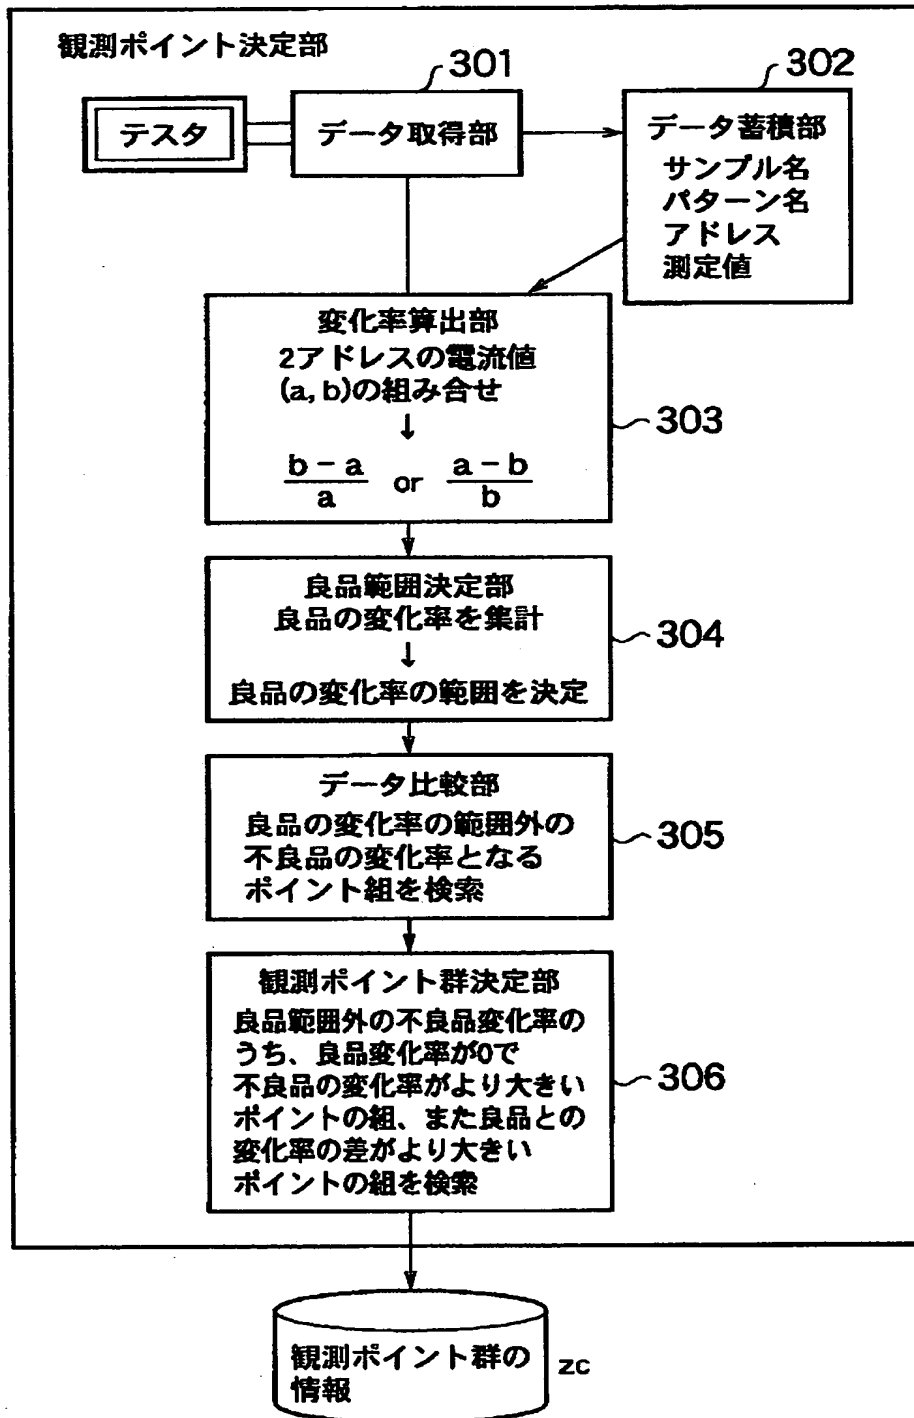 観測ポイント決定部
301
302
テスタ
データ取得部
データ蓄積部
サンプル名
パターン名
アドレス
測定値
変化率算出部
2アドレスの電流値
(a, b)の組み合せ
↓
b − a / a or a − b / b
303
良品範囲決定部
良品の変化率を集計
↓
良品の変化率の範囲を決定
304
データ比較部
良品の変化率の範囲外の
不良品の変化率となる
ポイント組を検索
305
観測ポイント群決定部
良品範囲外の不良品変化率の
うち、良品変化率が0で
不良品の変化率がより大きい
ポイントの組、また良品との
変化率の差がより大きい
ポイントの組を検索
306
観測ポイント群の
情報
zc